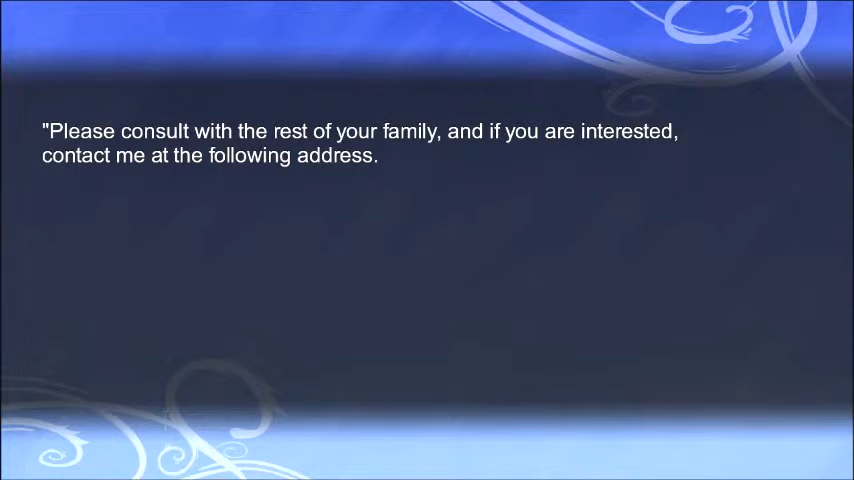 "Please consult with the rest of your family, and if you are interested,
contact me at the following address.